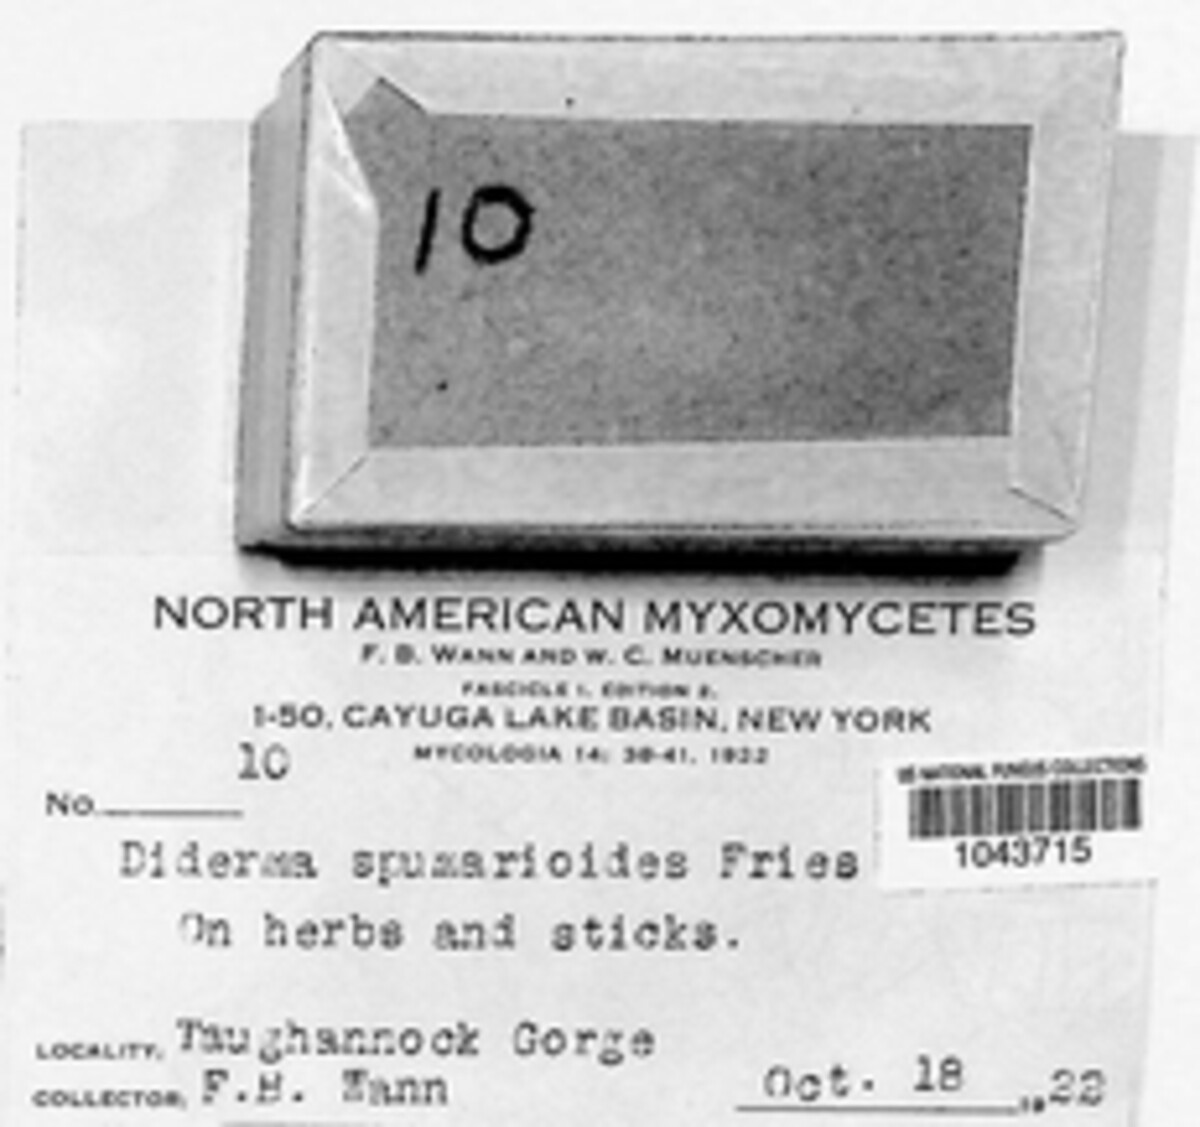 10
NORTH AMERICAN MYXOMYCETES
F. B. WANN AND W. C. MUENSCHER
FASCICLE 1, EDITION 2.
1-50, CAYUGA LAKE BASIN, NEW YORK
MYCOLOGIA 14: 38-41, 1922
No. 10
US NATIONAL FUNGUS COLLECTIONS
1043715
Diderma spumarioides Fries
On herbs and sticks.
LOCALITY, Taughannock Gorge
COLLECTOR, F.B. Wann
Oct. 18, 1922